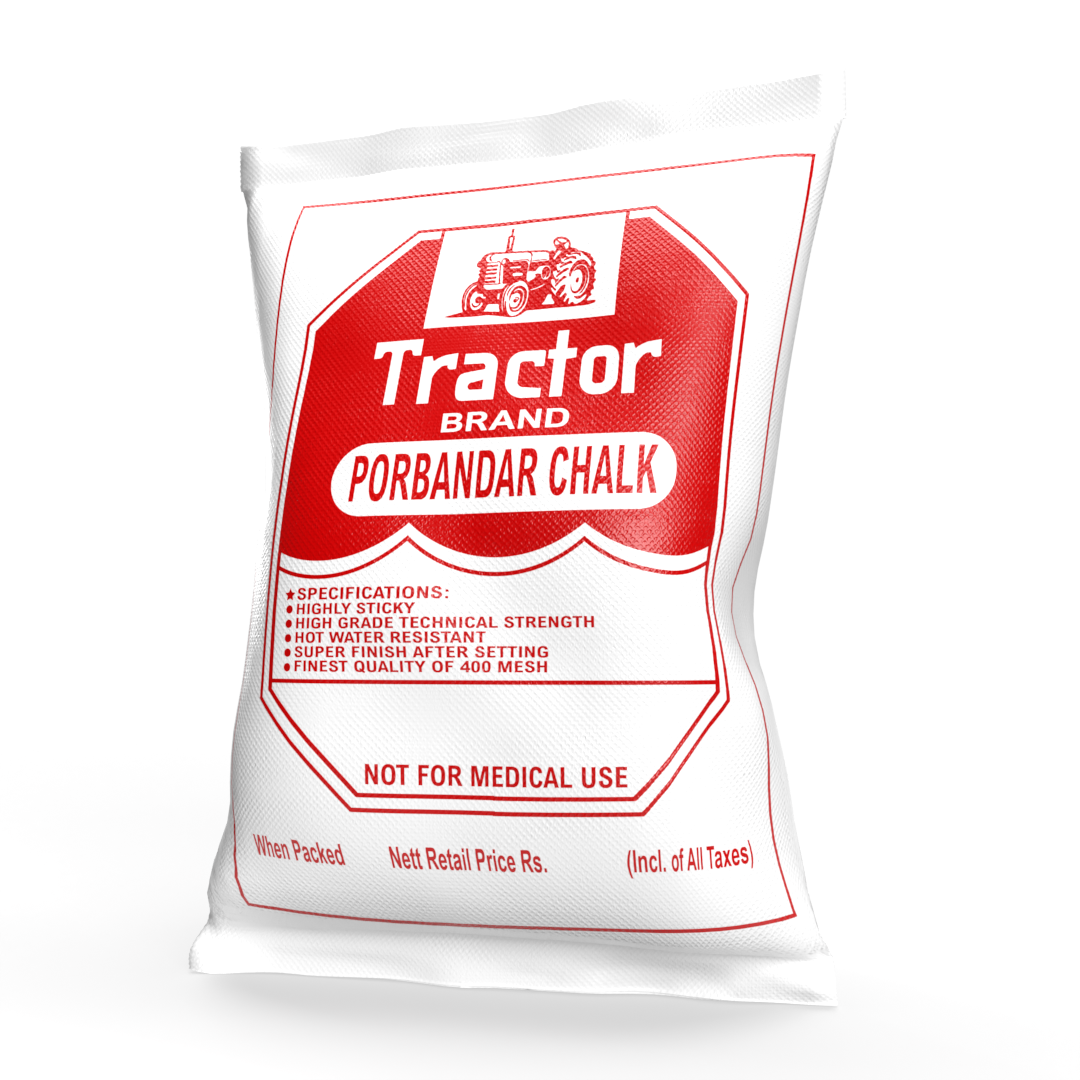 Tractor
BRAND
PORBANDAR CHALK
★SPECIFICATIONS:
●HIGHLY STICKY
●HIGH GRADE TECHNICAL STRENGTH
●HOT WATER RESISTANT
●SUPER FINISH AFTER SETTING
●FINEST QUALITY OF 400 MESH
NOT FOR MEDICAL USE
When Packed Nett Retail Price Rs. (Incl. of All Taxes)